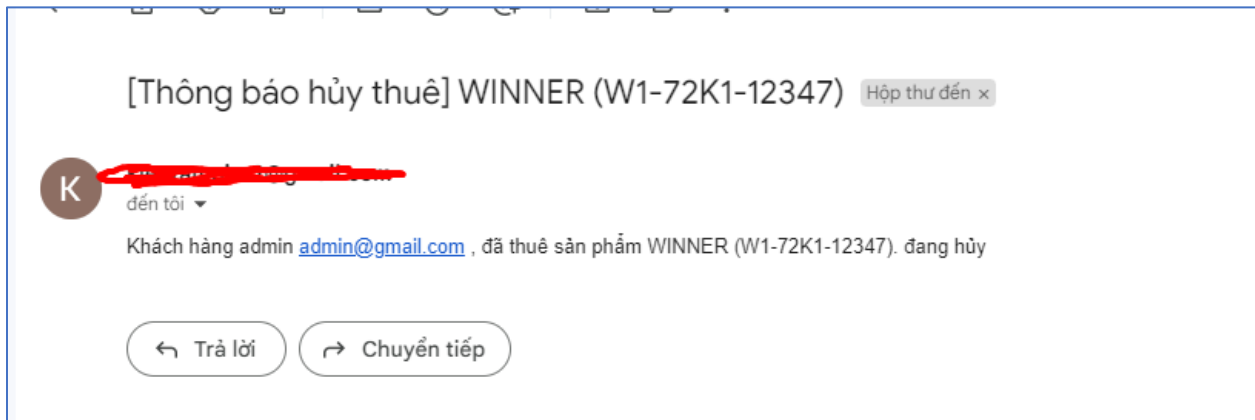 [Thông báo hủy thuê] WINNER (W1-72K1-12347) Hộp thư đến ×
K
đến tôi
Khách hàng admin admin@gmail.com , đã thuê sản phẩm WINNER (W1-72K1-12347). đang hủy
Trả lời Chuyển tiếp